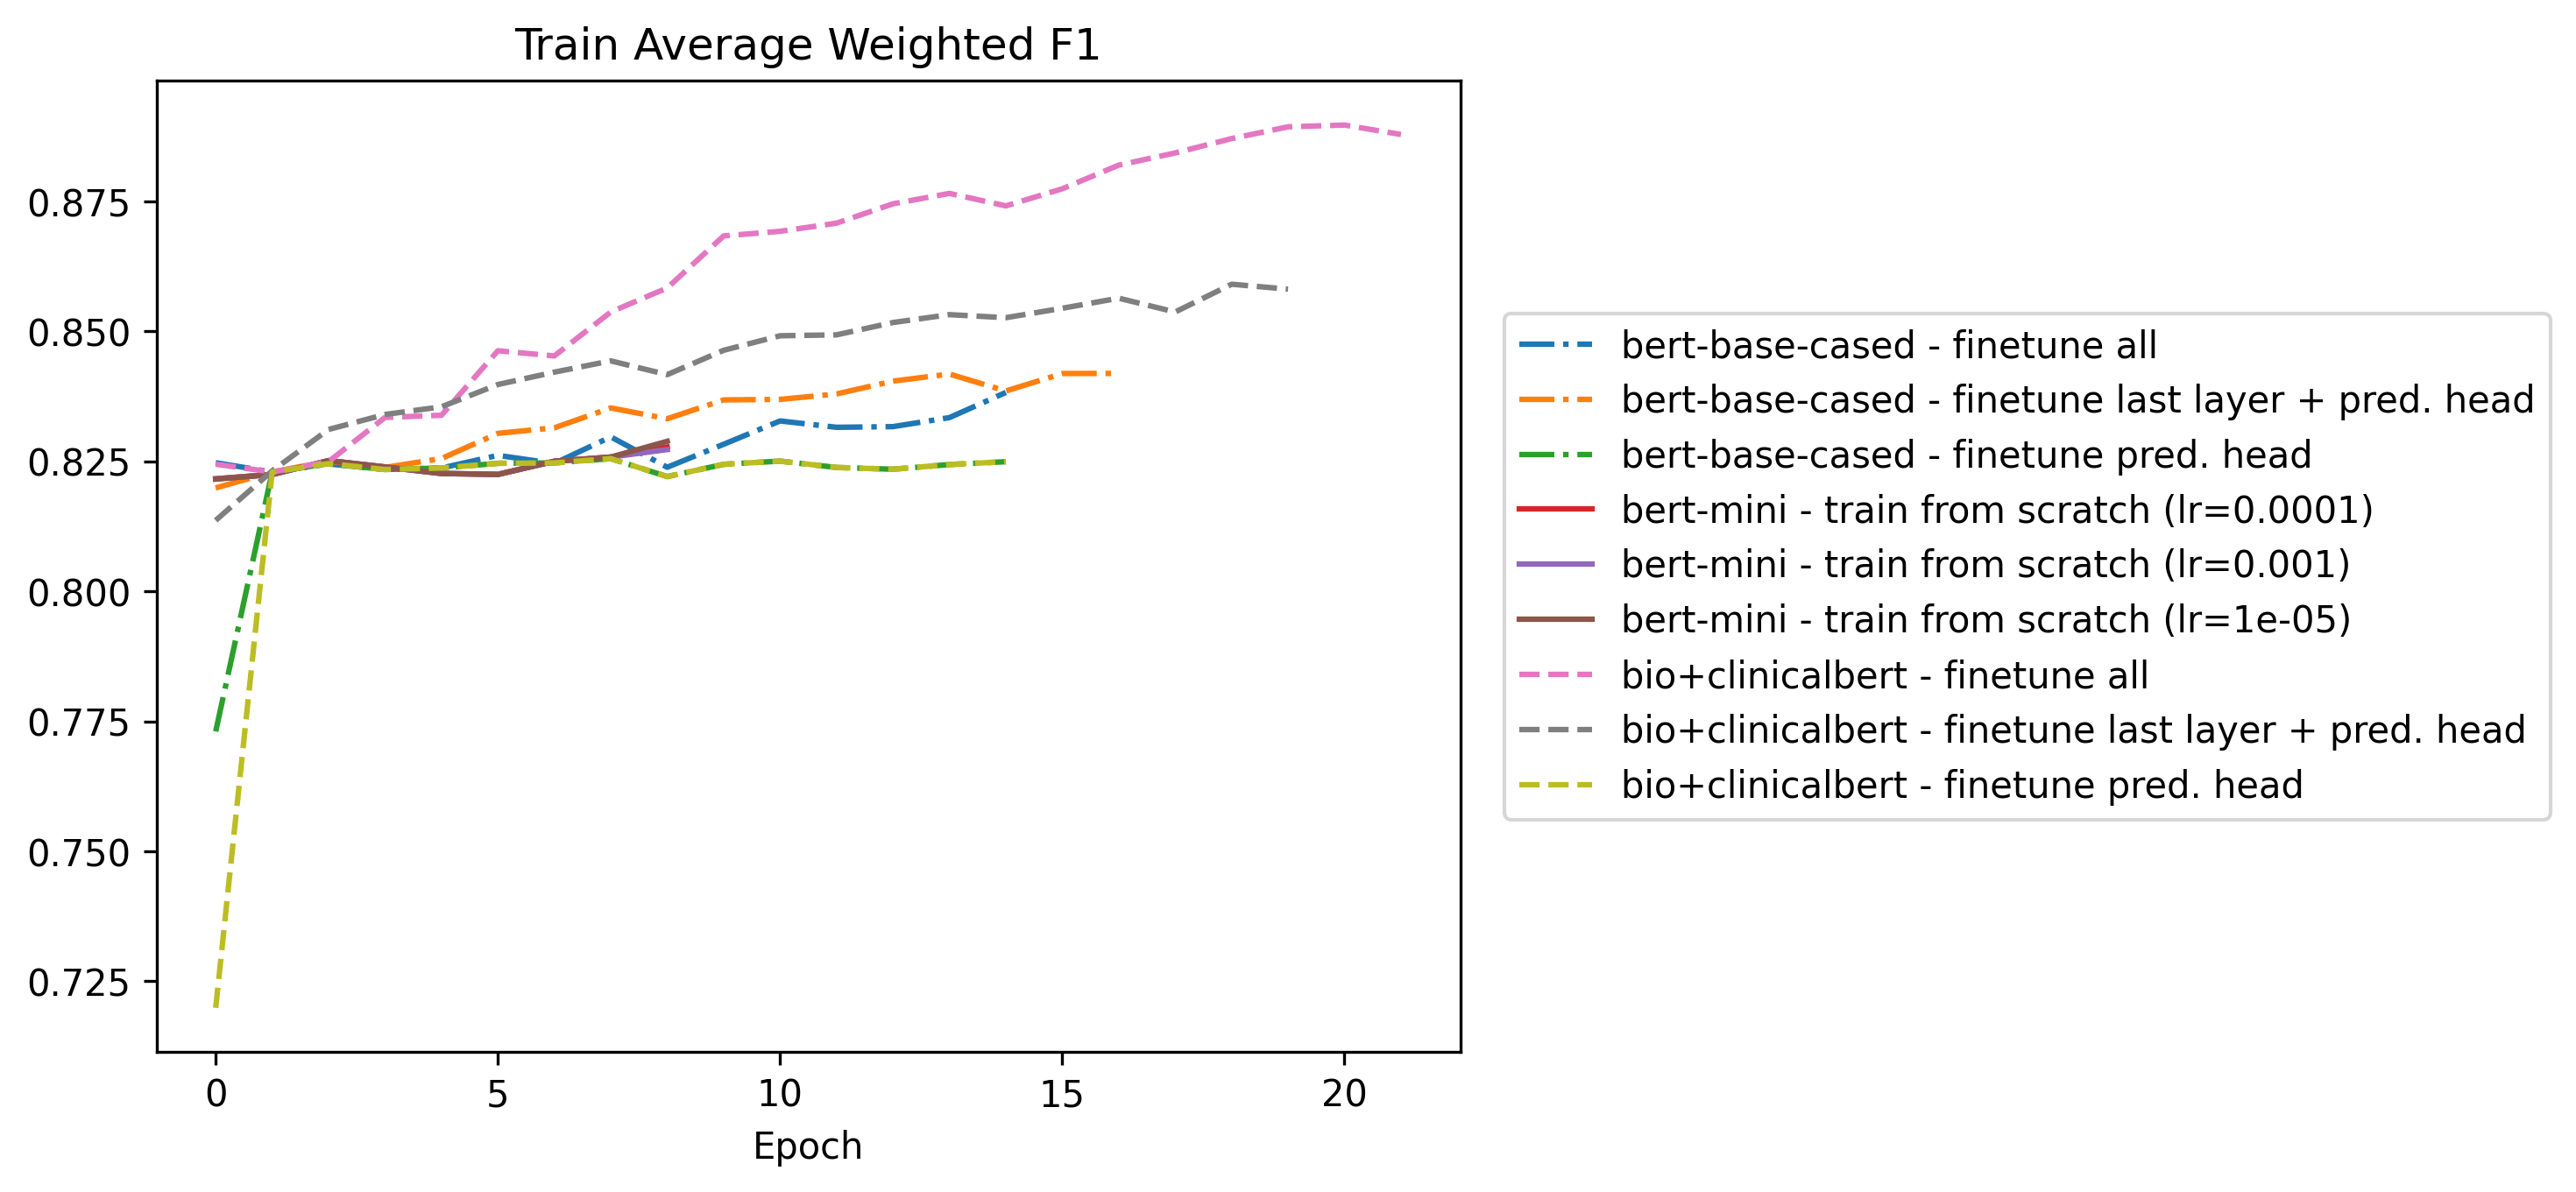 Train Average Weighted F1
0.875
0.850
0.825
0.800
0.775
0.750
0.725
0 5 10 15 20
Epoch
bert-base-cased - finetune all
bert-base-cased - finetune last layer + pred. head
bert-base-cased - finetune pred. head
bert-mini - train from scratch (lr=0.0001)
bert-mini - train from scratch (lr=0.001)
bert-mini - train from scratch (lr=1e-05)
bio+clinicalbert - finetune all
bio+clinicalbert - finetune last layer + pred. head
bio+clinicalbert - finetune pred. head